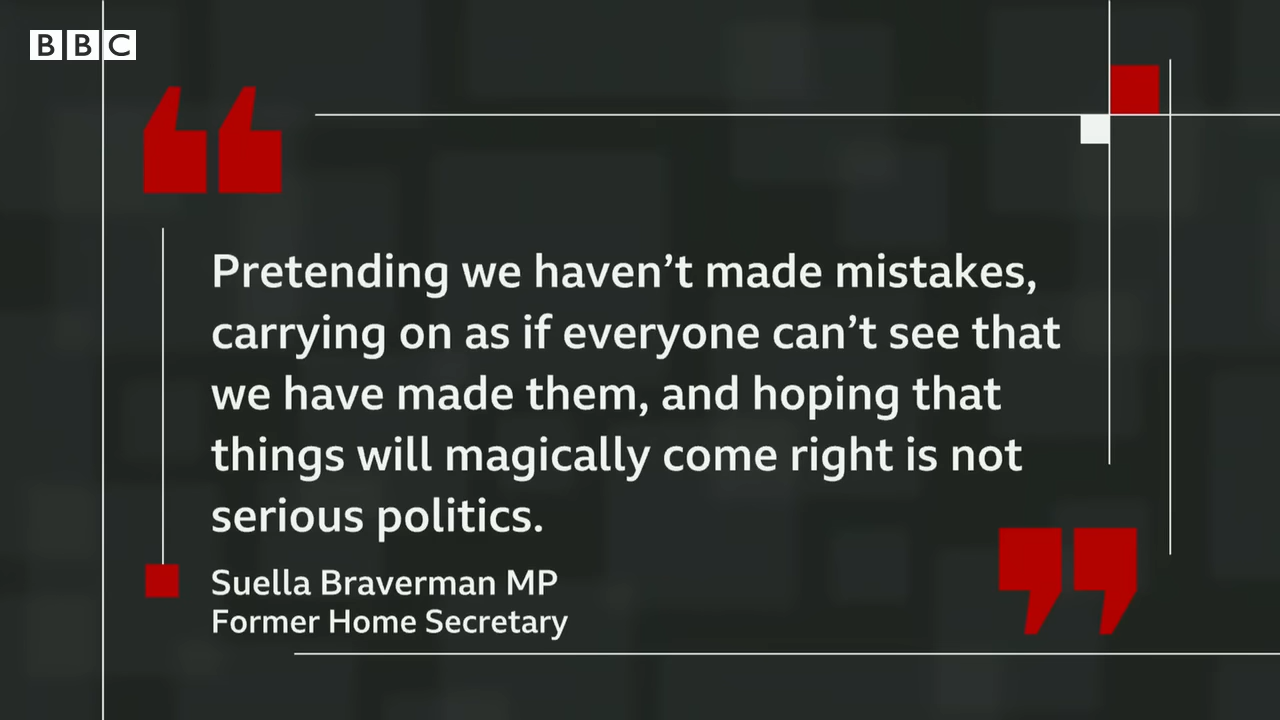 BBC
Pretending we haven’t made mistakes,
carrying on as if everyone can’t see that
we have made them, and hoping that
things will magically come right is not
serious politics.
Suella Braverman MP
Former Home Secretary